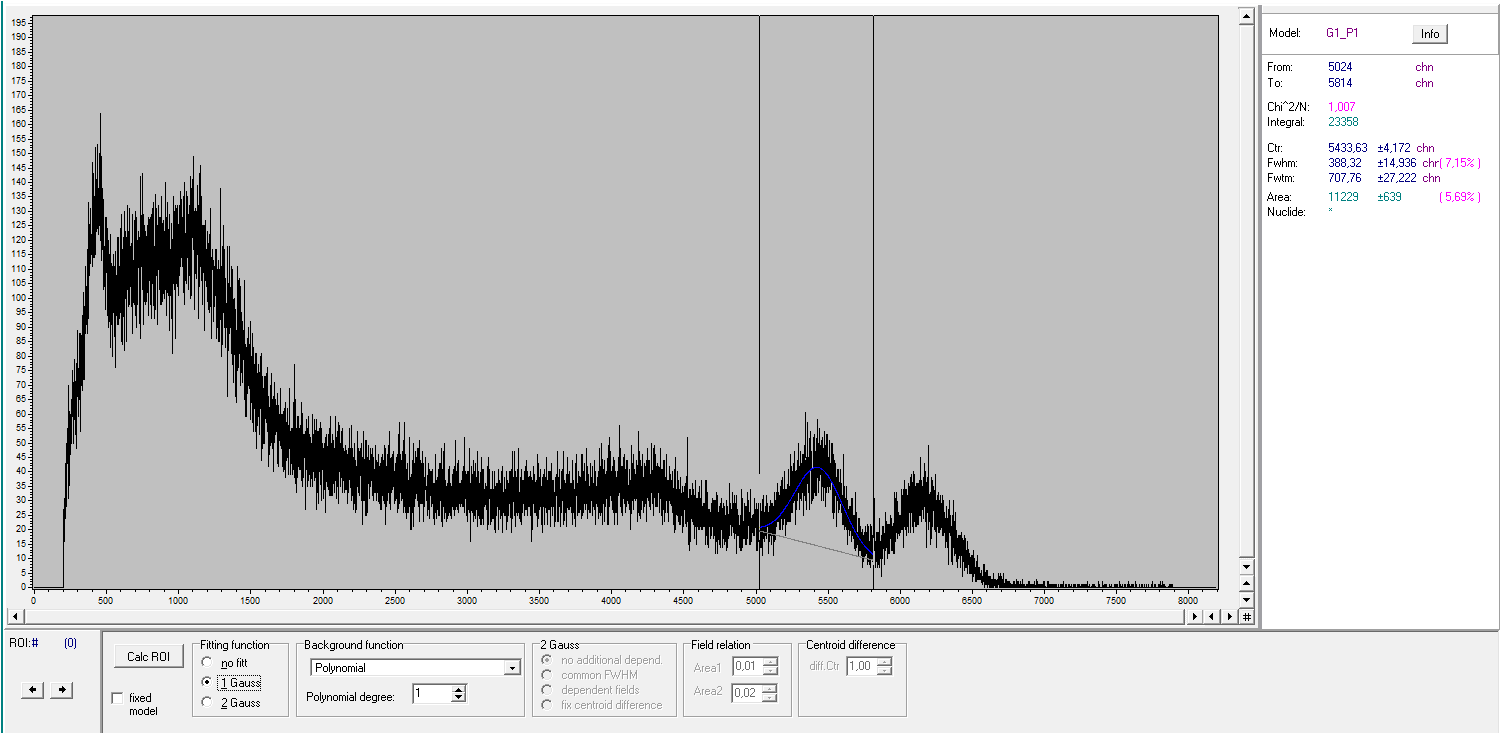 195
190
185
180
175
170
165
160
155
150
145
140
135
130
125
120
115
110
105
100
95
90
85
80
75
70
65
60
55
50
45
40
35
30
25
20
15
10
5
0
0 500 1000 1500 2000 2500 3000 3500 4000 4500 5000 5500 6000 6500 7000 7500 8000
#
Model: G1_P1 Info
From: 5024 chn
To: 5814 chn
Chi^2/N: 1,007
Integral: 23358
Ctr: 5433,63 ±4,172 chn
Fwhm: 388,32 ±14,936 chr( 7,15% )
Fwtm: 707,76 ±27,222 chn
Area: 11229 ±639 ( 5,69% )
Nuclide: *
ROI:# (0)
Calc ROI
fixed
model
Fitting function
no fitt
1 Gauss
2 Gauss
Background function
Polynomial
Polynomial degree: 1
2 Gauss
no additional depend.
common FWHM
dependent fields
fix centroid difference
Field relation
Area1 0,01
Area2 0,02
Centroid difference
diff.Ctr 1,00